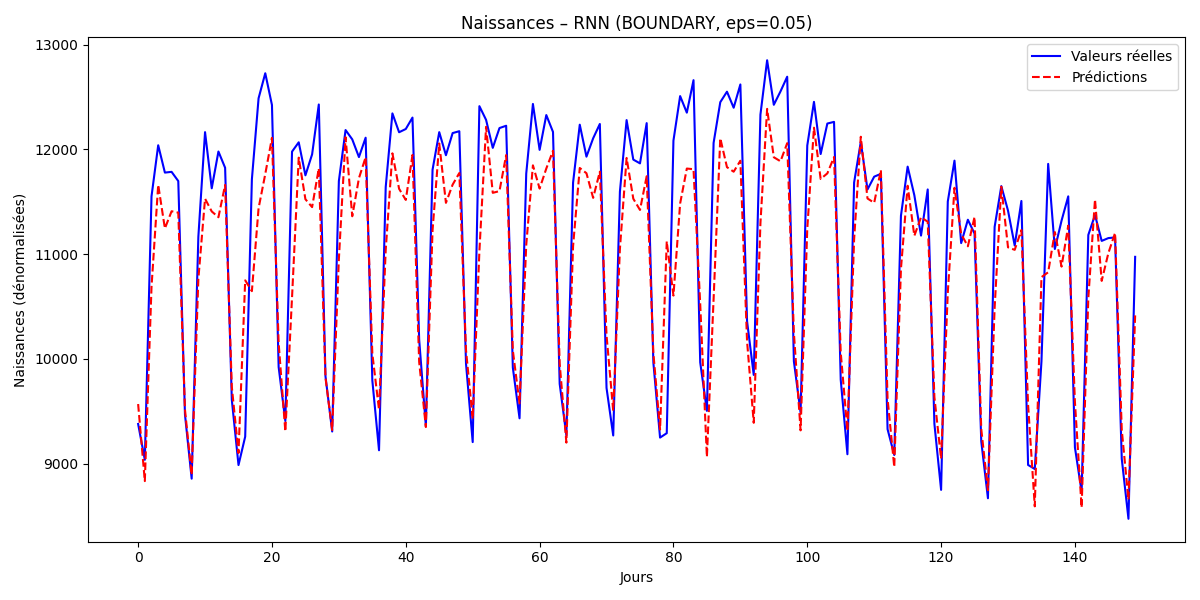 Naissances – RNN (BOUNDARY, eps=0.05)
Valeurs réelles
Prédictions
Naissances (dénormalisées)
13000
12000
11000
10000
9000
0 20 40 60 80 100 120 140
Jours